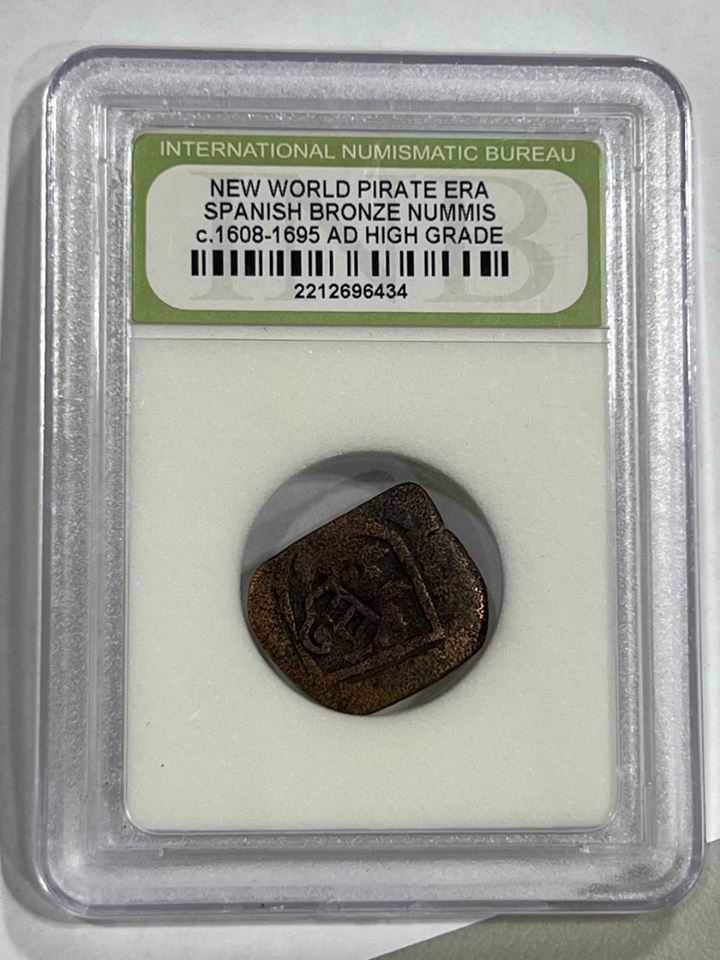 INTERNATIONAL NUMISMATIC BUREAU
NEW WORLD PIRATE ERA
SPANISH BRONZE NUMMIS
c.1608-1695 AD HIGH GRADE
2212696434